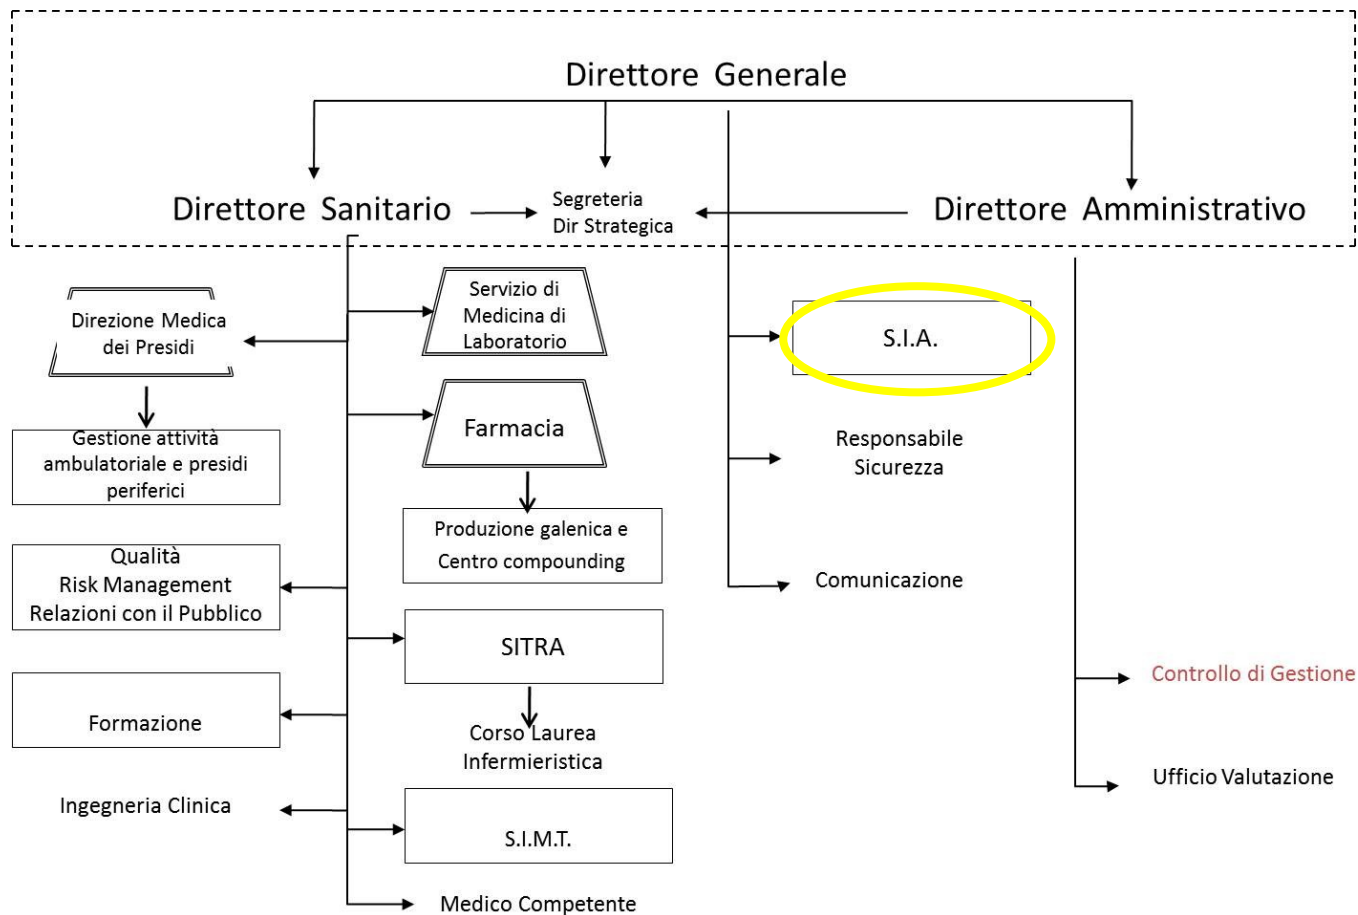 Direttore Generale
Direttore Sanitario
Segreteria
Dir Strategica
Direttore Amministrativo
Direzione Medica
dei Presidi
Gestione attività
ambulatoriale e presidi
periferici
Qualità
Risk Management
Relazioni con il Pubblico
Formazione
Ingegneria Clinica
Servizio di
Medicina di
Laboratorio
Farmacia
Produzione galenica e
Centro compounding
SITRA
Corso Laurea
Infermieristica
S.I.M.T.
Medico Competente
S.I.A.
Responsabile
Sicurezza
Comunicazione
Controllo di Gestione
Ufficio Valutazione